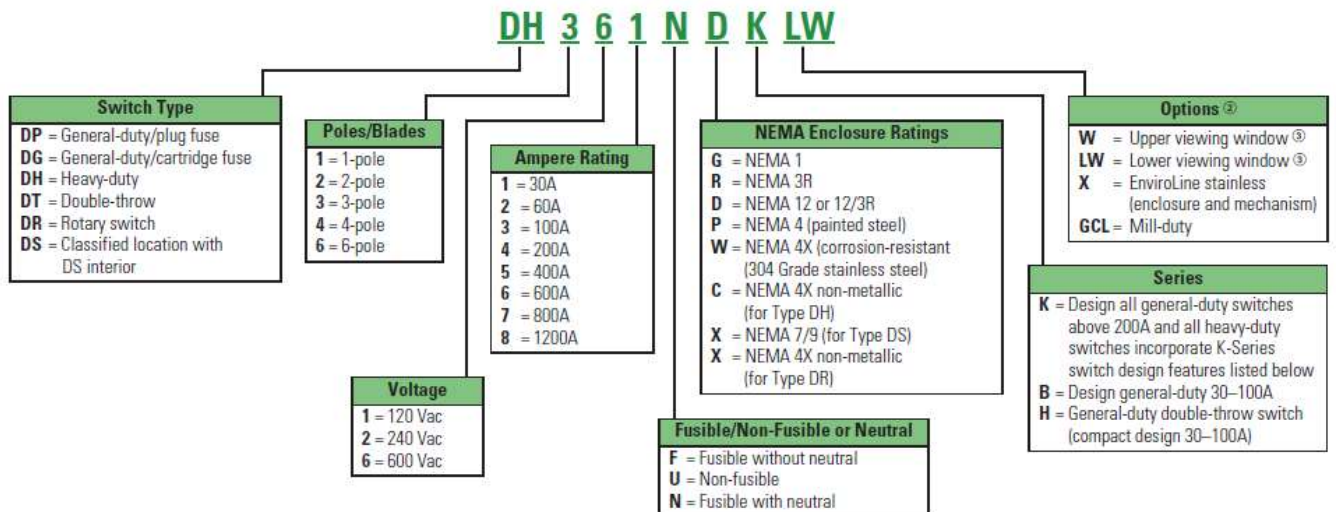 DH 3 6 1 N D K LW
Switch Type
DP = General-duty/plug fuse
DG = General-duty/cartridge fuse
DH = Heavy-duty
DT = Double-throw
DR = Rotary switch
DS = Classified location with
DS interior
Poles/Blades
1 = 1-pole
2 = 2-pole
3 = 3-pole
4 = 4-pole
6 = 6-pole
Voltage
1 = 120 Vac
2 = 240 Vac
6 = 600 Vac
Ampere Rating
1 = 30A
2 = 60A
3 = 100A
4 = 200A
5 = 400A
6 = 600A
7 = 800A
8 = 1200A
Fusible/Non-Fusible or Neutral
F = Fusible without neutral
U = Non-fusible
N = Fusible with neutral
NEMA Enclosure Ratings
G = NEMA 1
R = NEMA 3R
D = NEMA 12 or 12/3R
P = NEMA 4 (painted steel)
W = NEMA 4X (corrosion-resistant
(304 Grade stainless steel)
C = NEMA 4X non-metallic
(for Type DH)
X = NEMA 7/9 (for Type DS)
X = NEMA 4X non-metallic
(for Type DR)
Series
K = Design all general-duty switches
above 200A and all heavy-duty
switches incorporate K-Series
switch design features listed below
B = Design general-duty 30–100A
H = General-duty double-throw switch
(compact design 30–100A)
Options ②
W = Upper viewing window ③
LW = Lower viewing window ③
X = EnviroLine stainless
(enclosure and mechanism)
GCL = Mill-duty